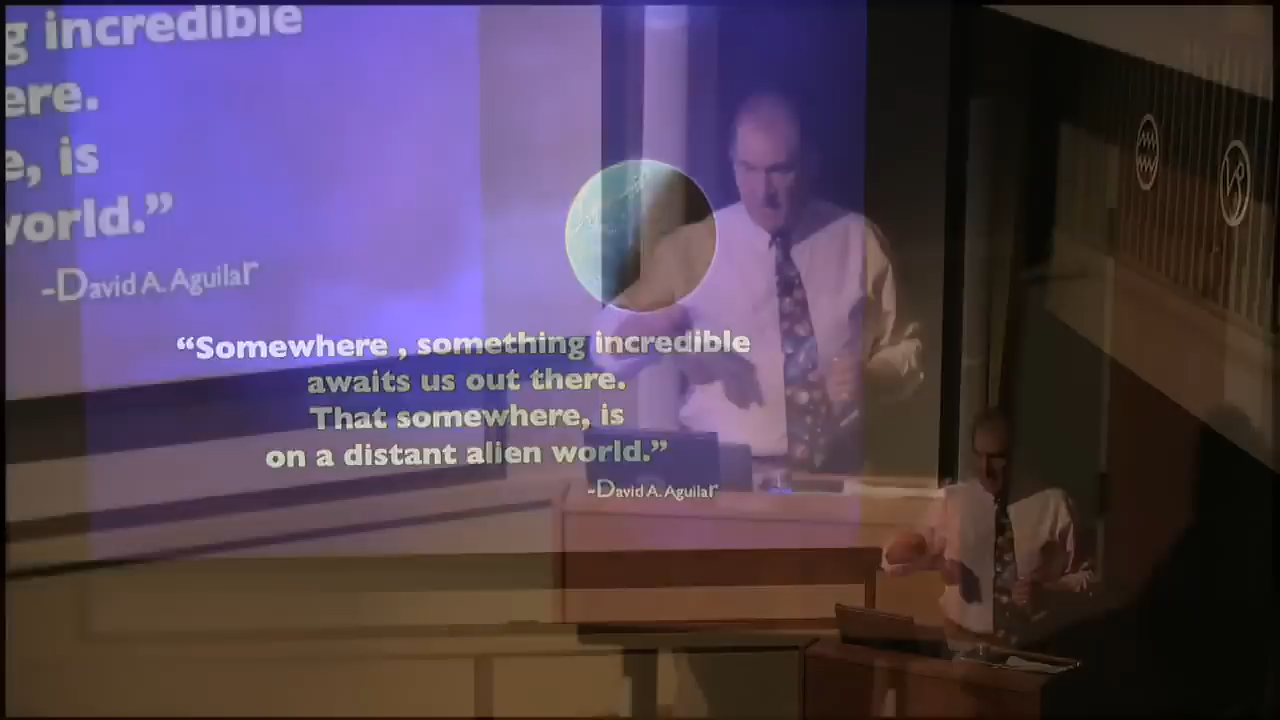 g incredible
ere.
e, is
world.”
-David A. Aguilar
“Somewhere , something incredible
awaits us out there.
That somewhere, is
on a distant alien world.”
-David A. Aguilar